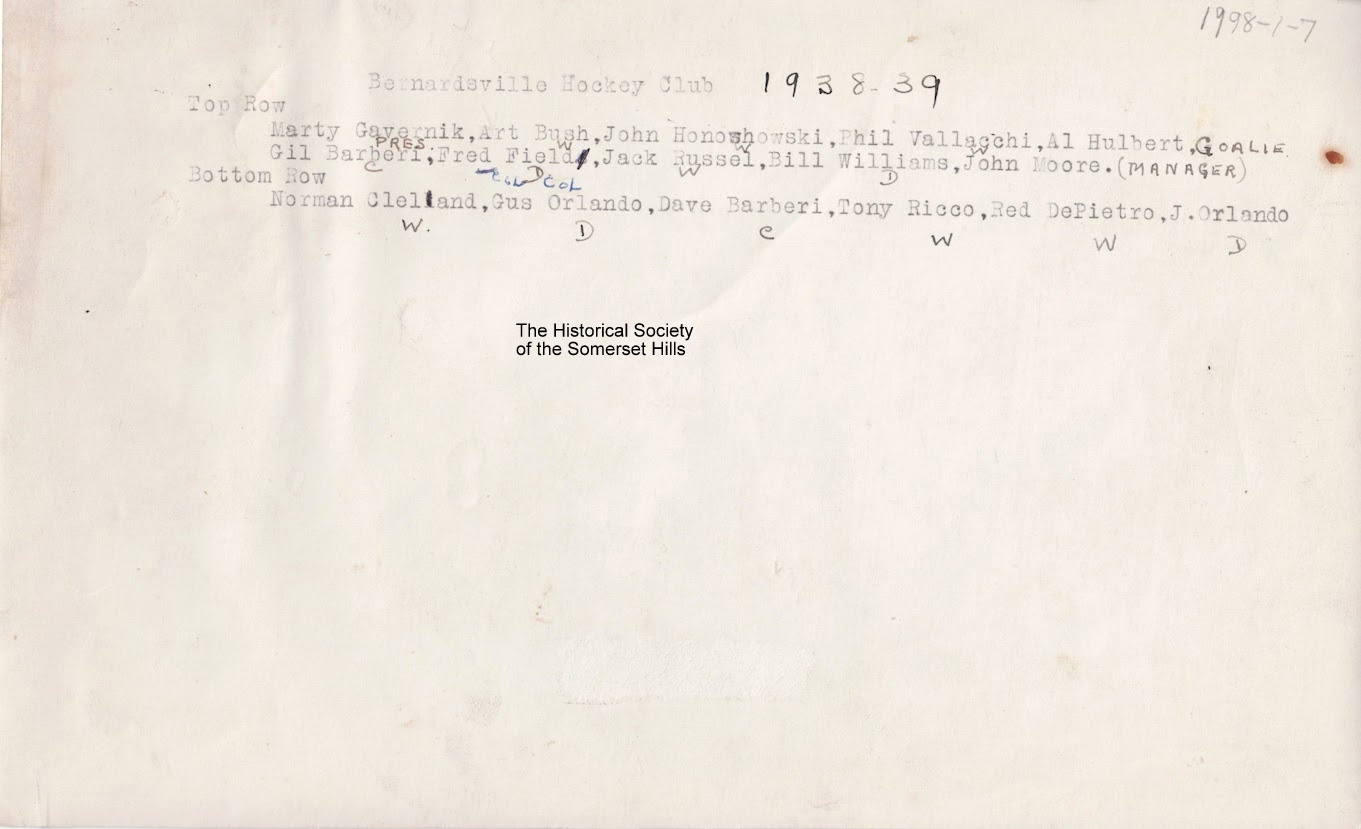 1998-1-7
Bernardsville Hockey Club 1938-39
Top Row
Marty Gavernik,Art Bush,John Honoshowski,Phil Vallacchi,Al Hulbert,GOALIE
PRES. W W W
Gil Barberi,Fred Field,Jack Russel,Bill Williams,John Moore.(MANAGER)
C D W D
Bottom Row COL
Norman Clelland,Gus Orlando,Dave Barberi,Tony Ricco,Red DePietro,J.Orlando
W. D C W W D
The Historical Society
of the Somerset Hills